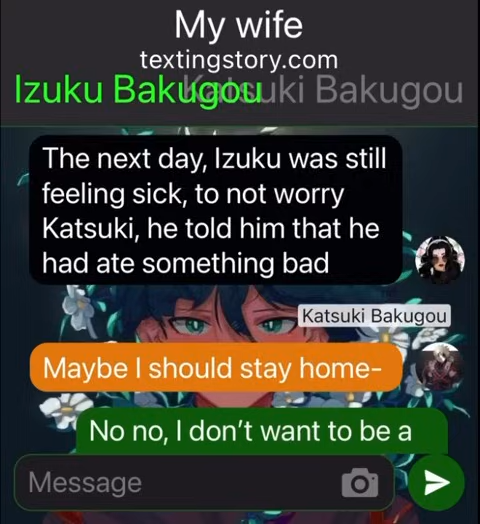 My wife
textingstory.com
Izuku Bakugou Katsuki Bakugou
The next day, Izuku was still
feeling sick, to not worry
Katsuki, he told him that he
had ate something bad
Katsuki Bakugou
Maybe I should stay home-
No no, I don't want to be a
Message